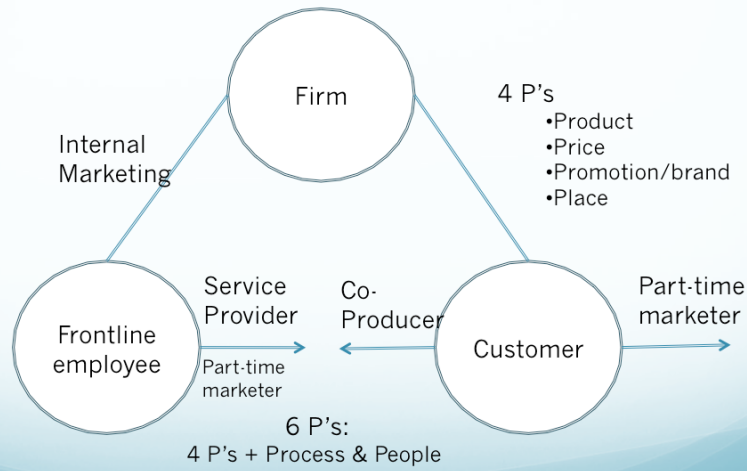 Firm
4 P's
•Product
•Price
•Promotion/brand
•Place
Internal
Marketing
Frontline
employee
Service
Provider
Part-time
marketer
Co-
Producer
Customer
Part-time
marketer
6 P's:
4 P's + Process & People